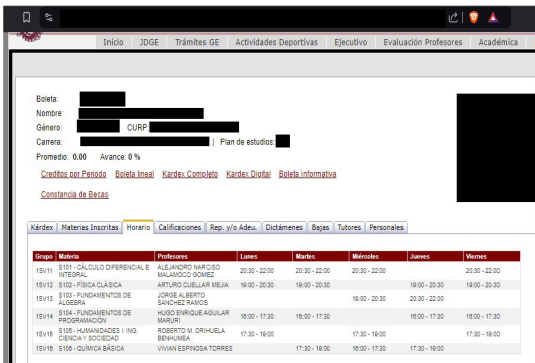 Inicio JDGE Trámites GE Actividades Deportivas Ejecutivo Evaluación Profesores Académica
Boleta:
Nombre:
Género: CURP
Carrera: | Plan de estudios:
Promedio: 0.00 Avance: 0 %
Creditos por Periodo Boleta lineal Kardex Completo Kardex Digital Boleta informativa
Constancia de Becas
Kárdex Materias Inscritas Horario Calificaciones Rep. y/o Adeu. Dictámenes Bajas Tutores Personales
Grupo Materia Profesores Lunes Martes Miércoles Jueves Viernes
1SV11 S101 - CÁLCULO DIFERENCIAL E INTEGRAL ALEJANDRO NARCISO MALAMOCO GOMEZ 20:30 - 22:00 20:30 - 22:00 20:30 - 22:00 20:30 - 22:00
1SV12 S102 - FÍSICA CLÁSICA ARTURO CUELLAR MEJIA 19:00 - 20:30 19:00 - 20:30 19:00 - 20:30 19:00 - 20:30
1SV13 S103 - FUNDAMENTOS DE ÁLGEBRA JORGE ALBERTO SANCHEZ RAMOS 19:00 - 20:30 20:30 - 22:00
1SV14 S104 - FUNDAMENTOS DE PROGRAMACIÓN HUGO ENRIQUE AGUILAR MARURI 16:00 - 17:30 16:00 - 17:30 16:00 - 17:30 16:00 - 17:30
1SV15 S105 - HUMANIDADES I: ING. CIENCIA Y SOCIEDAD ROBERTO M. ORIHUELA BENHUMEA 17:30 - 19:00 17:30 - 19:00 17:30 - 19:00
1SV16 S106 - QUÍMICA BÁSICA VIVIAN ESPINOSA TORRES 17:30 - 19:00 16:00 - 17:30 17:30 - 19:00